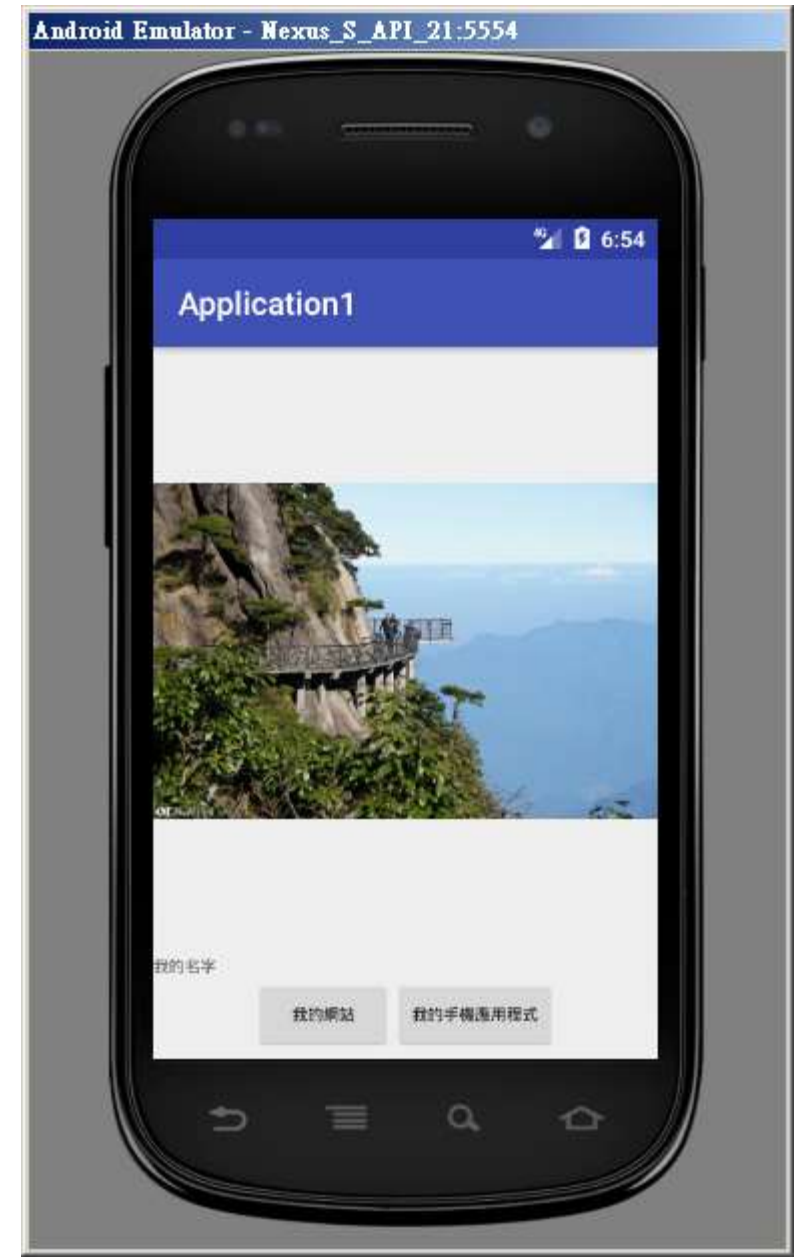 Android Emulator - Nexus_S_API_21:5554
4G 6:54
Application1
我的名字
我的網站 我的手機應用程式